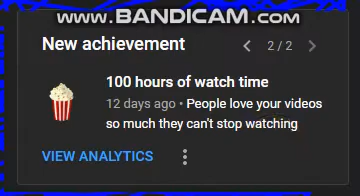 www.BANDICAM.com
New achievement
2 / 2
100 hours of watch time
12 days ago • People love your videos
so much they can't stop watching
VIEW ANALYTICS